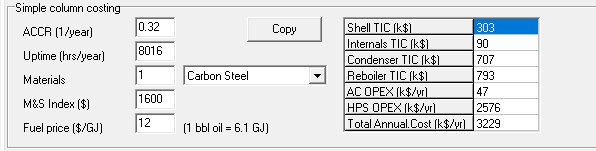 Simple column costing
ACCR (1/year) 0.32 Copy
Uptime (hrs/year) 8016
Materials 1 Carbon Steel
M&S Index ($) 1600
Fuel price ($/GJ) 12 (1 bbl oil = 6.1 GJ)
Shell TIC (k$) 303
Internals TIC (k$) 90
Condenser TIC (k$) 707
Reboiler TIC (k$) 793
AC OPEX (k$/yr) 47
HPS OPEX (k$/yr) 2576
Total Annual.Cost (k$/yr) 3229